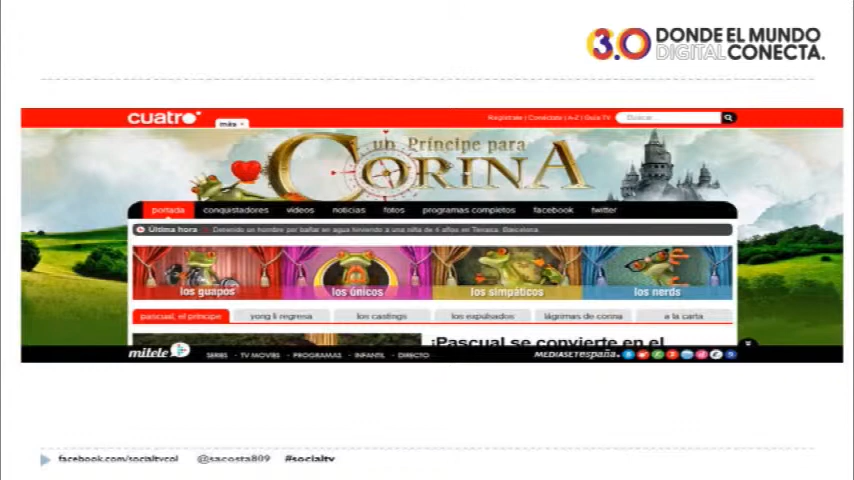 3.0 DONDE EL MUNDO
DIGITAL CONECTA.
cuatro
más
Regístrate | Conéctate | A-Z | Guía TV
Buscar
un Príncipe para
CORINA
portada conquistadores vídeos noticias fotos programas completos facebook twitter
Última hora Detenido un hombre por bañar en agua hirviendo a una niña de 4 años en Terrasa, Barcelona
los guapos los únicos los simpáticos los nerds
pascual, el príncipe yong li regresa los castings los expulsados lágrimas de corina a la carta
¡Pascual se convierte en el
mitele SERIES · TV MOVIES · PROGRAMAS · INFANTIL · DIRECTO MEDIASETespaña.
facebook.com/socialtvcol @sacosta809 #socialtv